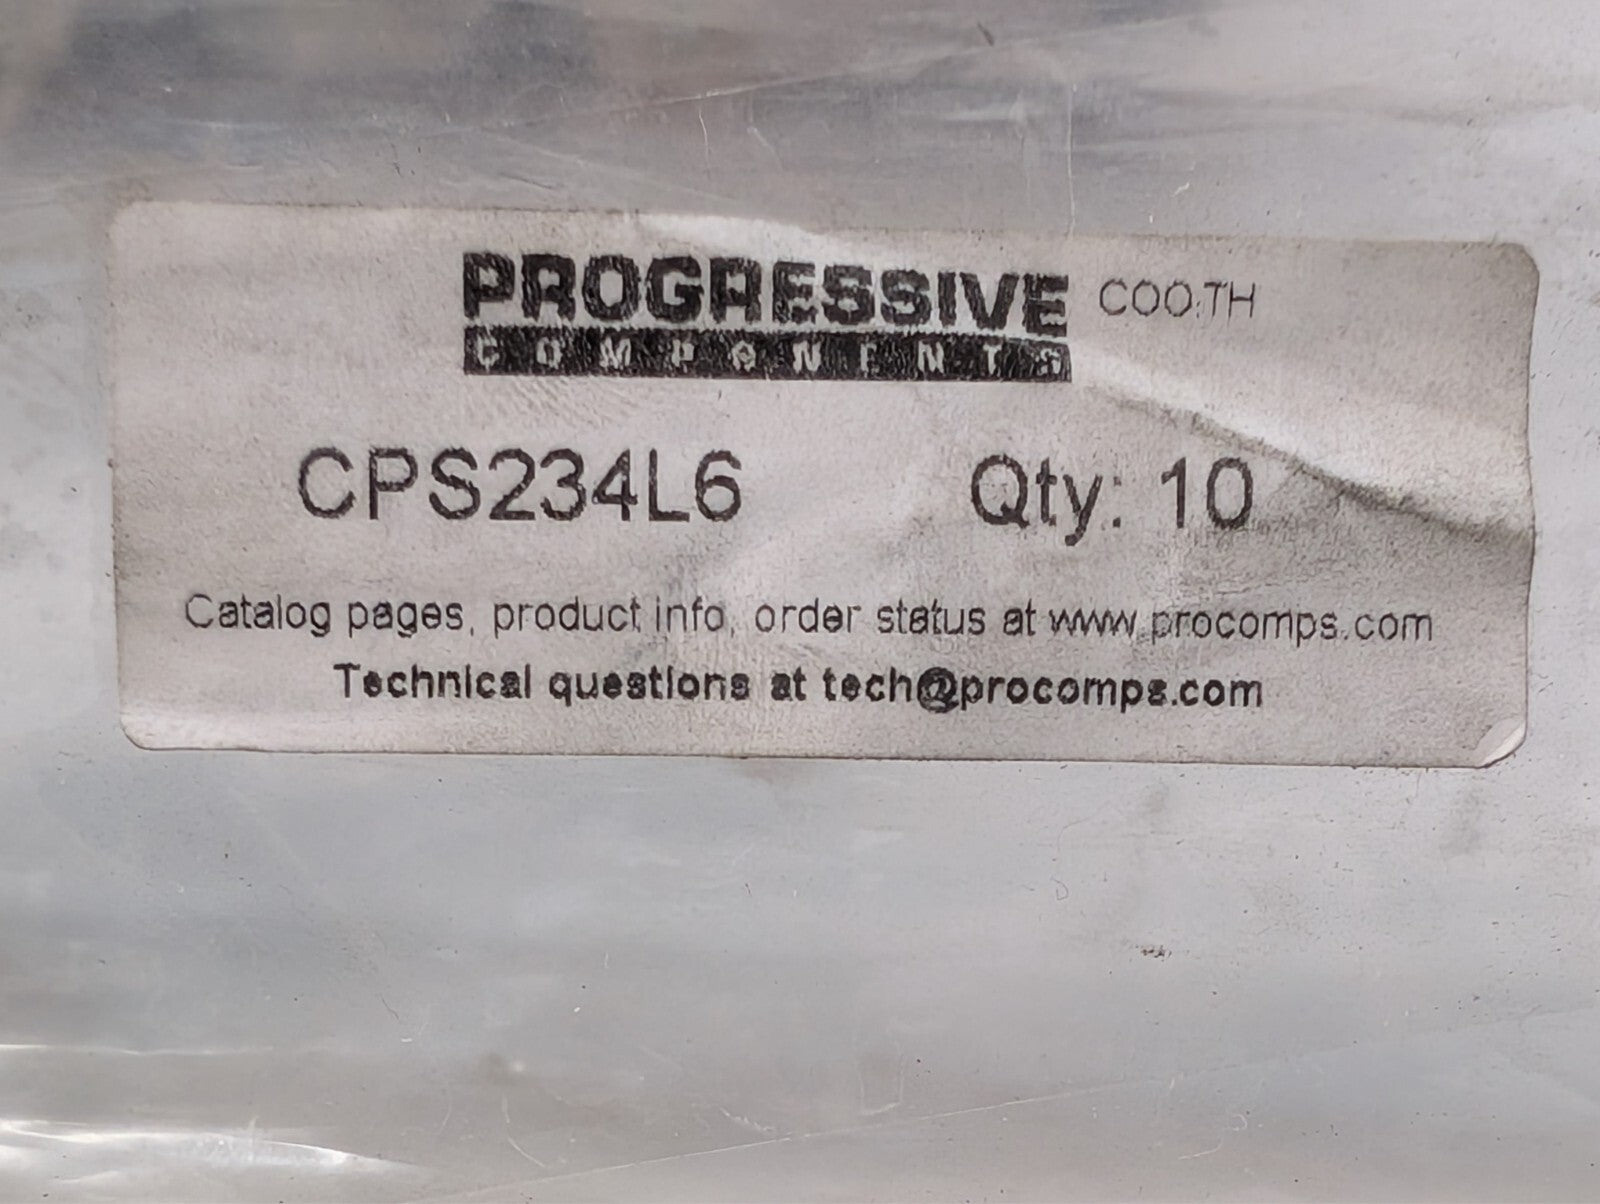 PROGRESSIVE COO:TH
COMPONENTS
CPS234L6 Qty: 10
Catalog pages, product info, order status at www.procomps.com
Technical questions at tech@procomps.com